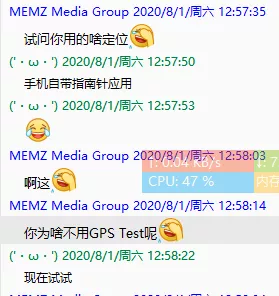 MEMZ Media Group 2020/8/1/周六 12:57:35
试问你用的啥定位
(' · ω · ') 2020/8/1/周六 12:57:50
手机自带指南针应用
(' · ω · ') 2020/8/1/周六 12:57:53
MEMZ Media Group 2020/8/1/周六 12:58:03
↑: 0.04 Kb/s
啊这
CPU: 47 %
内存
MEMZ Media Group 2020/8/1/周六 12:58:14
你为啥不用GPS Test呢
(' · ω · ') 2020/8/1/周六 12:58:22
现在试试